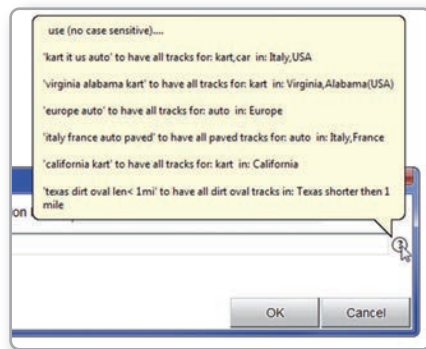 use (no case sensitive)....
'kart it us auto' to have all tracks for: kart,car in: Italy,USA
'virginia alabama kart' to have all tracks for: kart in: Virginia,Alabama(USA)
'europe auto' to have all tracks for: auto in: Europe
'italy france auto paved' to have all paved tracks for: auto in: Italy,France
'california kart' to have all tracks for: kart in: California
'texas dirt oval len< 1mi' to have all dirt oval tracks in: Texas shorter then 1
mile
on
OK Cancel